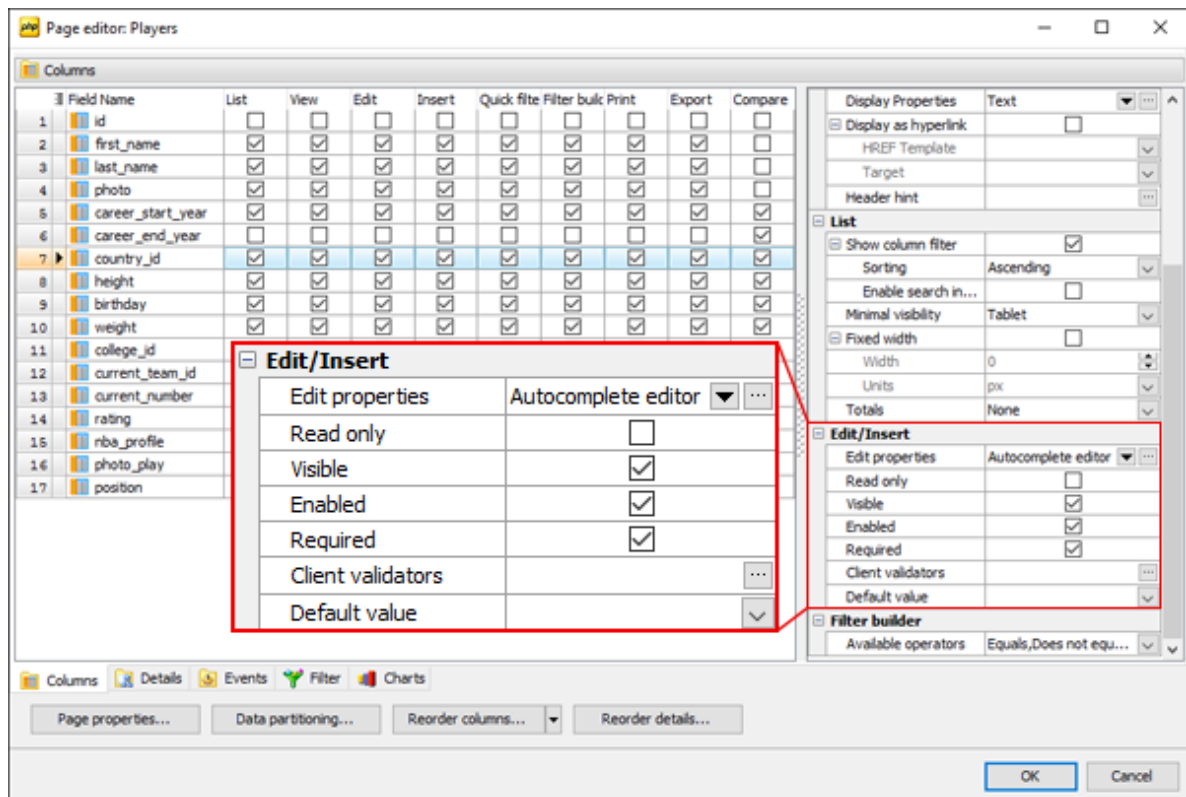 php Page editor: Players
Columns
Field Name List View Edit Insert Quick filte Filter builc Print Export Compare
1 id
2 first_name
3 last_name
4 photo
5 career_start_year
6 career_end_year
7 country_id
8 height
9 birthday
10 weight
11 college_id
12 current_team_id
13 current_number
14 rating
15 nba_profile
16 photo_play
17 position
Edit/Insert
Edit properties Autocomplete editor
Read only
Visible
Enabled
Required
Client validators
Default value
Display Properties Text
Display as hyperlink
HREF Template
Target
Header hint
List
Show column filter
Sorting Ascending
Enable search in...
Minimal visibility Tablet
Fixed width
Width 0
Units px
Totals None
Edit/Insert
Edit properties Autocomplete editor
Read only
Visible
Enabled
Required
Client validators
Default value
Filter builder
Available operators Equals,Does not equ...
Columns Details Events Filter Charts
Page properties... Data partitioning... Reorder columns... Reorder details...
OK Cancel